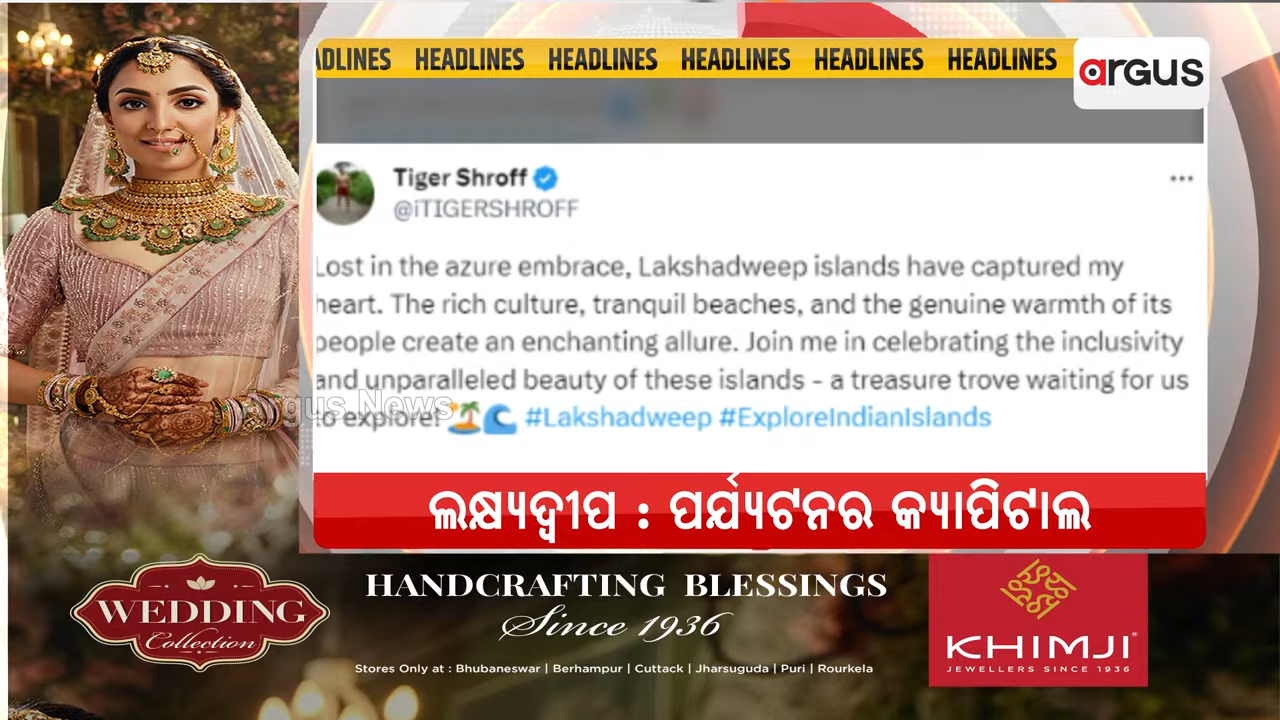 ADLINES HEADLINES HEADLINES HEADLINES HEADLINES HEADLINES
argus
Tiger Shroff
@iTIGERSHROFF
Lost in the azure embrace, Lakshadweep islands have captured my
heart. The rich culture, tranquil beaches, and the genuine warmth of its
people create an enchanting allure. Join me in celebrating the inclusivity
and unparalleled beauty of these islands - a treasure trove waiting for us
to explore! 🏝️🌊 #Lakshadweep #ExploreIndianIslands
Argus News
ଲକ୍ଷ୍ୟଦ୍ୱୀପ : ପର୍ଯ୍ୟଟନର କ୍ୟାପିଟାଲ
WEDDING
Collection
HANDCRAFTING BLESSINGS
Since 1936
Stores Only at : Bhubaneswar | Berhampur | Cuttack | Jharsuguda | Puri | Rourkela
KHIMJI
JEWELLERS SINCE 1936